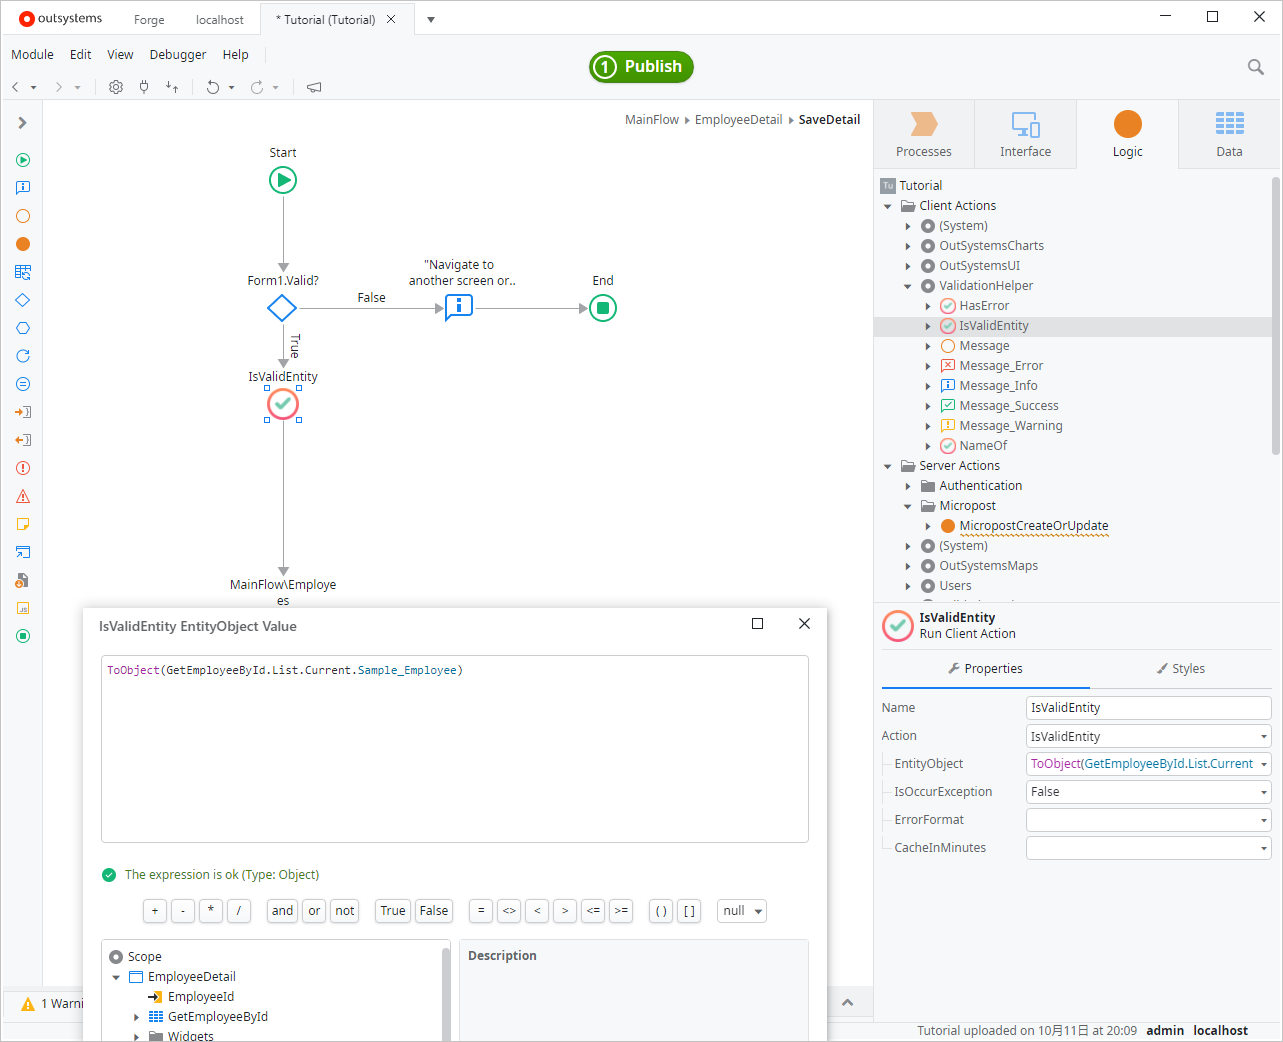 outsystems
Forge
localhost
* Tutorial (Tutorial)
Module
Edit
View
Debugger
Help
1 Publish
MainFlow
EmployeeDetail
SaveDetail
Start
Form1.Valid?
False
"Navigate to
another screen or..
End
True
IsValidEntity
MainFlow\Employe
es
Processes
Interface
Logic
Data
Tu Tutorial
Client Actions
(System)
OutSystemsCharts
OutSystemsUI
ValidationHelper
HasError
IsValidEntity
Message
Message_Error
Message_Info
Message_Success
Message_Warning
NameOf
Server Actions
Authentication
Micropost
MicropostCreateOrUpdate
(System)
OutSystemsMaps
Users
IsValidEntity
Run Client Action
Properties
Styles
Name
IsValidEntity
Action
IsValidEntity
EntityObject
ToObject(GetEmployeeById.List.Current
IsOccurException
False
ErrorFormat
CacheInMinutes
IsValidEntity EntityObject Value
ToObject(GetEmployeeById.List.Current.Sample_Employee)
The expression is ok (Type: Object)
+ - * / and or not True False = <> < > <= >= ( ) [ ] null
Scope
EmployeeDetail
EmployeeId
GetEmployeeById
Widgets
Description
JS
1 Warni
Tutorial uploaded on 10月11日 at 20:09
admin
localhost